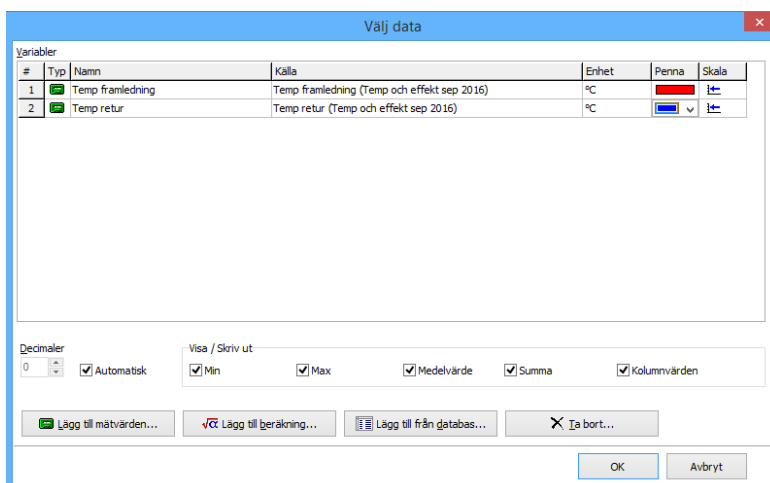 Välj data
Variabler
# Typ Namn Källa Enhet Penna Skala
1 Temp framledning Temp framledning (Temp och effekt sep 2016) ºC
2 Temp retur Temp retur (Temp och effekt sep 2016) ºC
Decimaler Visa / Skriv ut
0 Automatisk Min Max Medelvärde Summa Kolumnvärden
Lägg till mätvärden... √α Lägg till beräkning... Lägg till från databas... Ta bort...
OK Avbryt